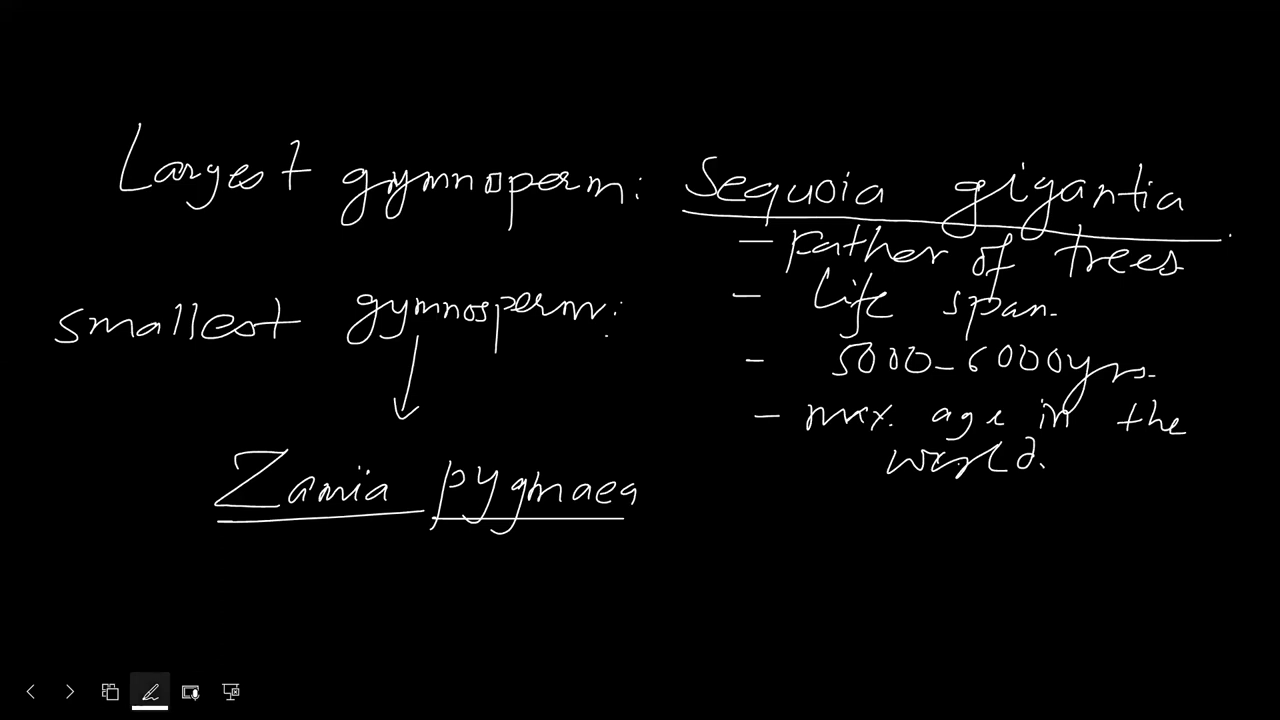 Largest gymnosperm: Sequoia gigantia
- father of trees
- Life span.
- 5000-6000yrs.
- max. age in the
world.
smallest gymnosperm:
Zamia pygmaea